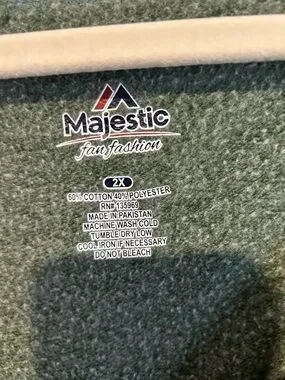 Majestic
fan fashion
2X
60% COTTON 40% POLYESTER
RN# 135969
MADE IN PAKISTAN
MACHINE WASH COLD
TUMBLE DRY LOW
COOL IRON IF NECESSARY
DO NOT BLEACH